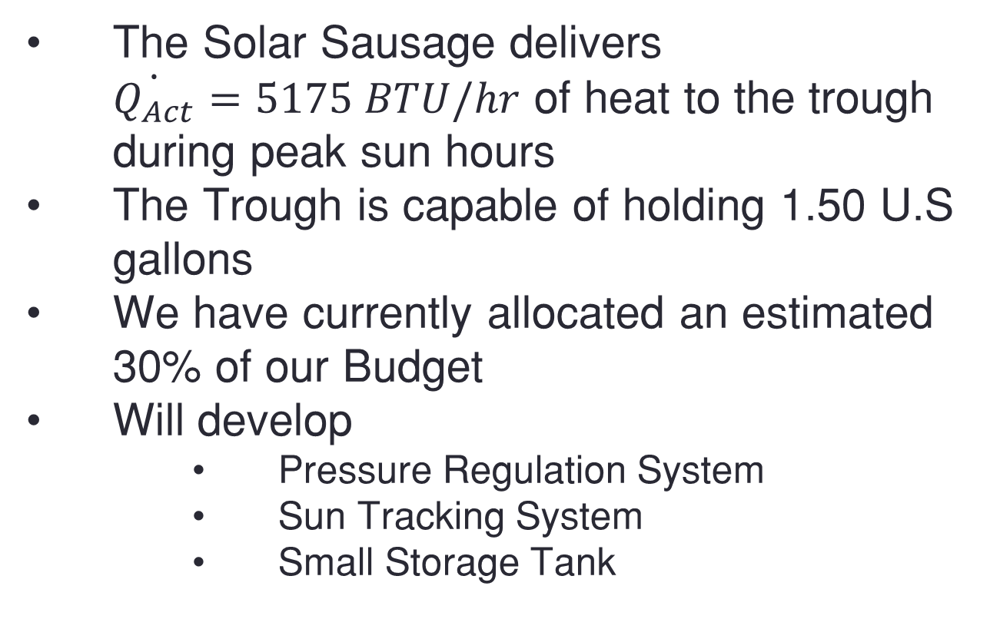 • The Solar Sausage delivers
Q̇_Act = 5175 BTU/hr of heat to the trough
during peak sun hours
• The Trough is capable of holding 1.50 U.S
gallons
• We have currently allocated an estimated
30% of our Budget
• Will develop
• Pressure Regulation System
• Sun Tracking System
• Small Storage Tank